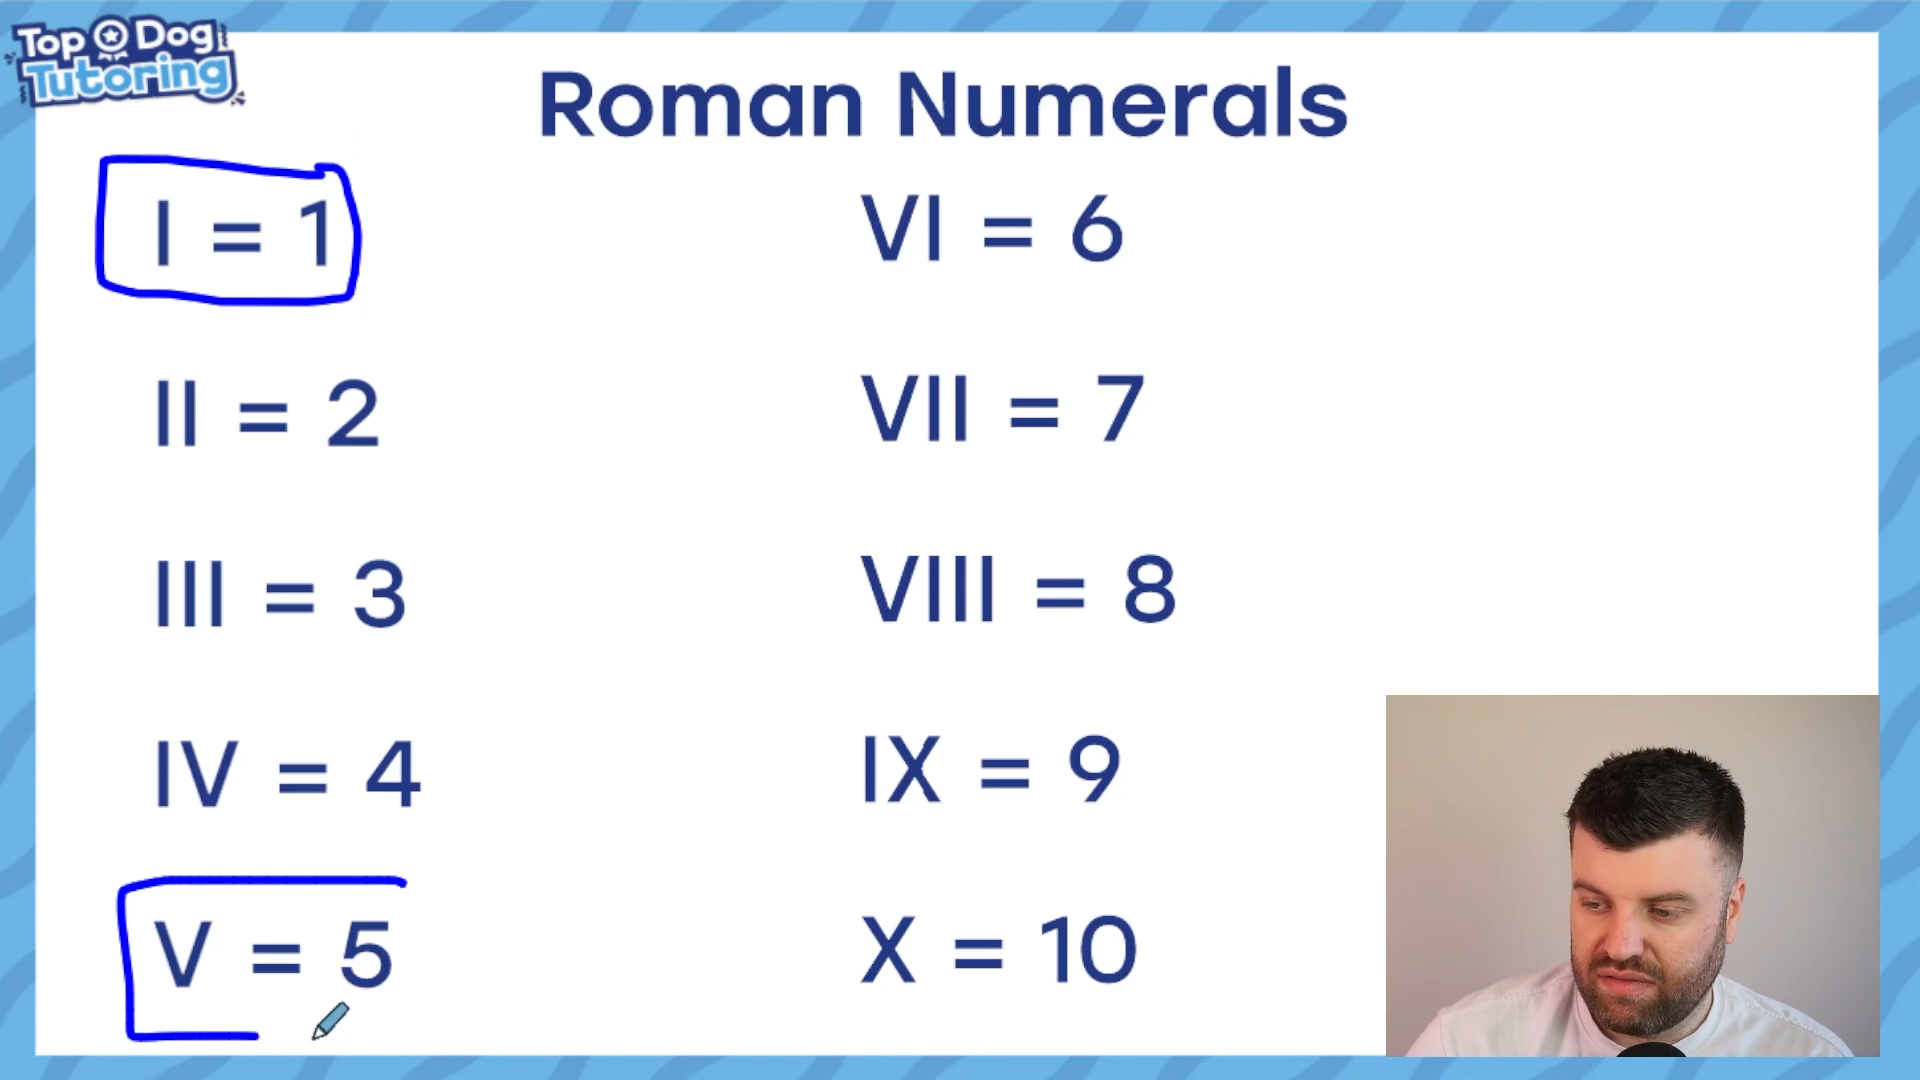 Top Dog
Tutoring
Roman Numerals
I = 1
II = 2
III = 3
IV = 4
V = 5
VI = 6
VII = 7
VIII = 8
IX = 9
X = 10